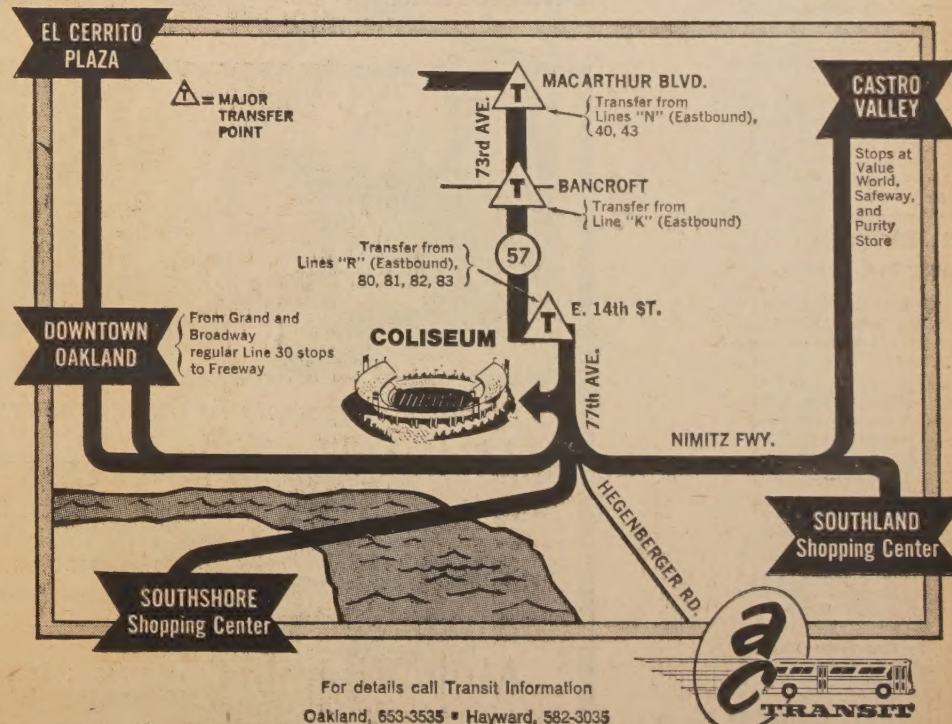 EL CERRITO
PLAZA
T = MAJOR
TRANSFER
POINT
73rd AVE.
T
MACARTHUR BLVD.
Transfer from
Lines "N" (Eastbound),
40, 43
CASTRO
VALLEY
Stops at
Value
World,
Safeway,
and
Purity
Store
T
BANCROFT
Transfer from
Line "K" (Eastbound)
57
Transfer from
Lines "R" (Eastbound),
80, 81, 82, 83
T
E. 14th ST.
DOWNTOWN
OAKLAND
From Grand and
Broadway
regular Line 30 stops
to Freeway
COLISEUM
77th AVE.
NIMITZ FWY.
HEGENBERGER RD.
SOUTHLAND
Shopping Center
SOUTHSHORE
Shopping Center
ac
TRANSIT
For details call Transit Information
Oakland, 653-3535 ▪ Hayward, 582-3035